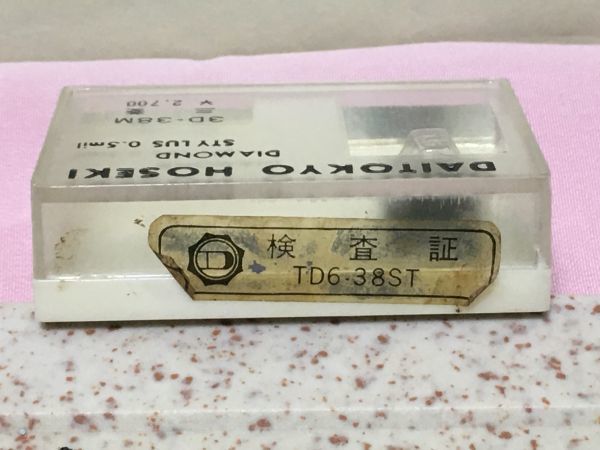 DAITOKYO HOSEKI
DIAMOND
STYLUS 0.5mil
3D-38M
¥ 2,700
D
検査証
TD6・38ST